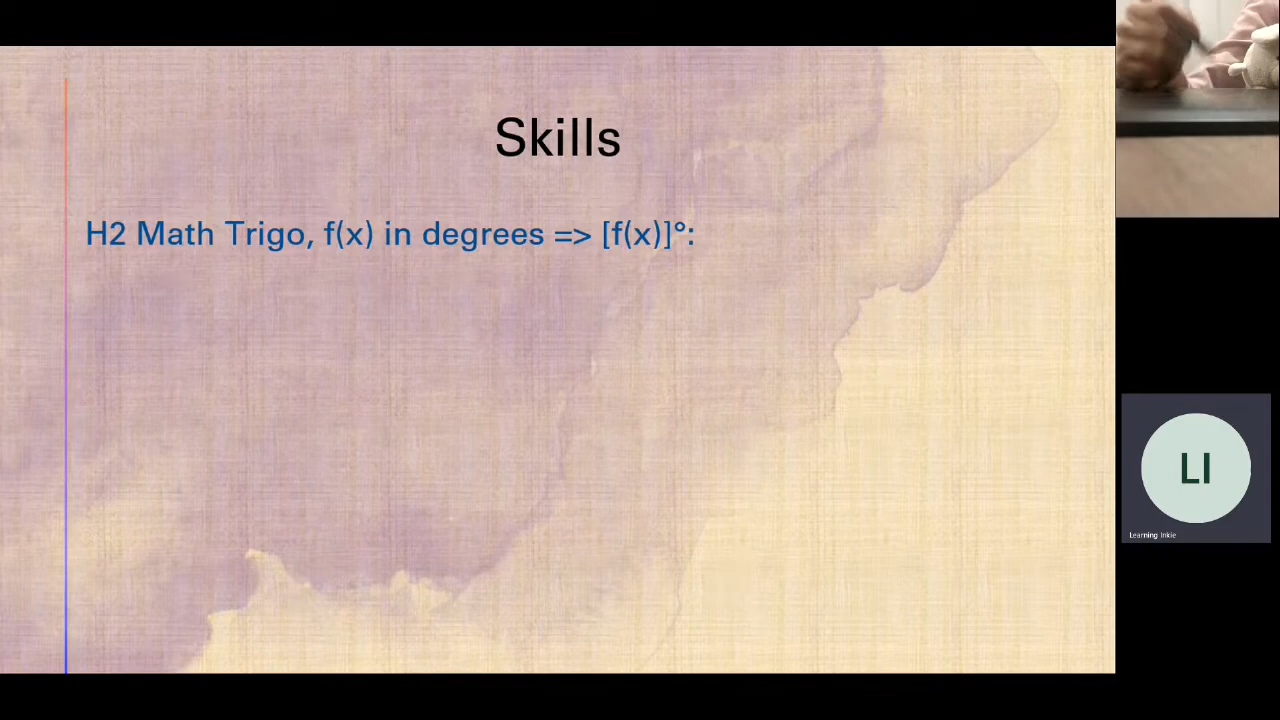 Skills
H2 Math Trigo, f(x) in degrees => [f(x)]°:
LI
Learning Inkie